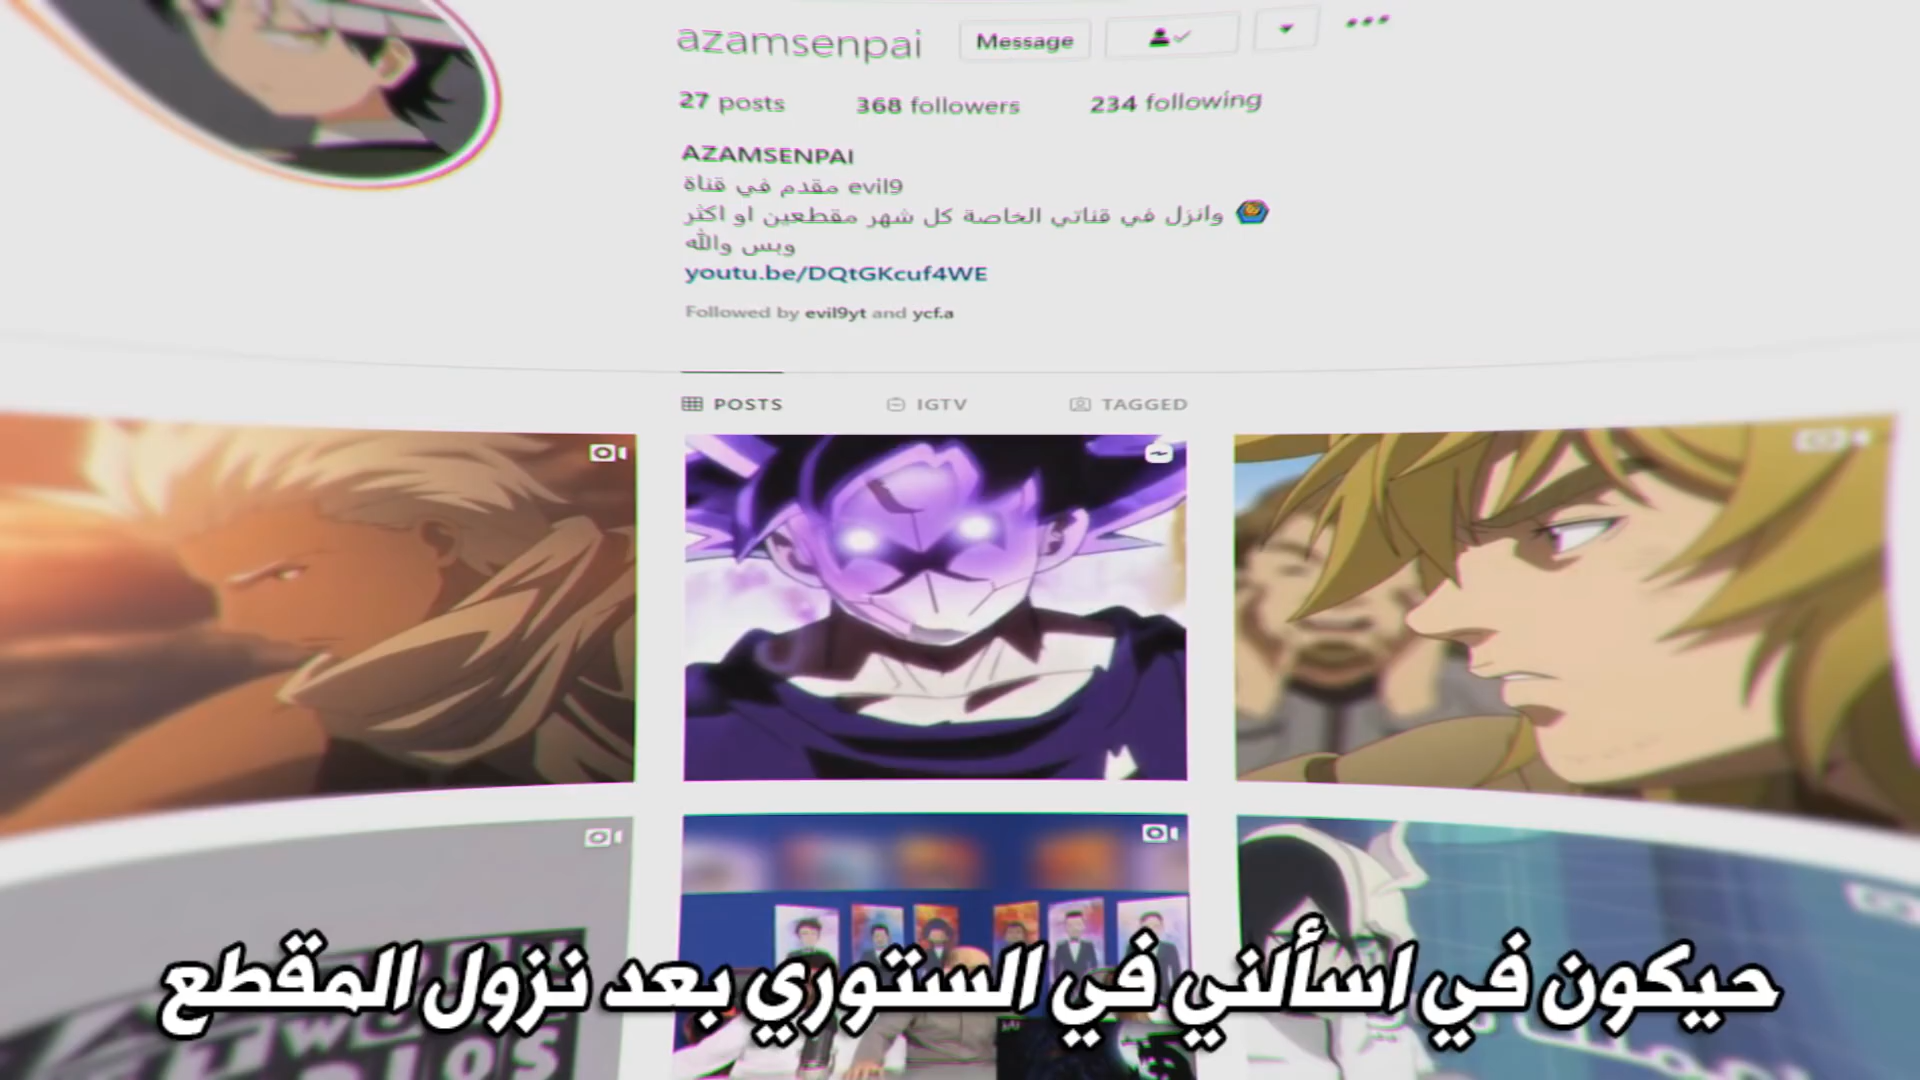 azamsenpai Message
27 posts 368 followers 234 following
AZAMSENPAI
مقدم في قناة evil9
وانزل في قناتي الخاصة كل شهر مقطعين او اكثر
وبس والله
youtu.be/DQtGKcuf4WE
Followed by evil9yt and ycf.a
POSTS IGTV TAGGED
حيكون في اسألني في الستوري بعد نزول المقطع